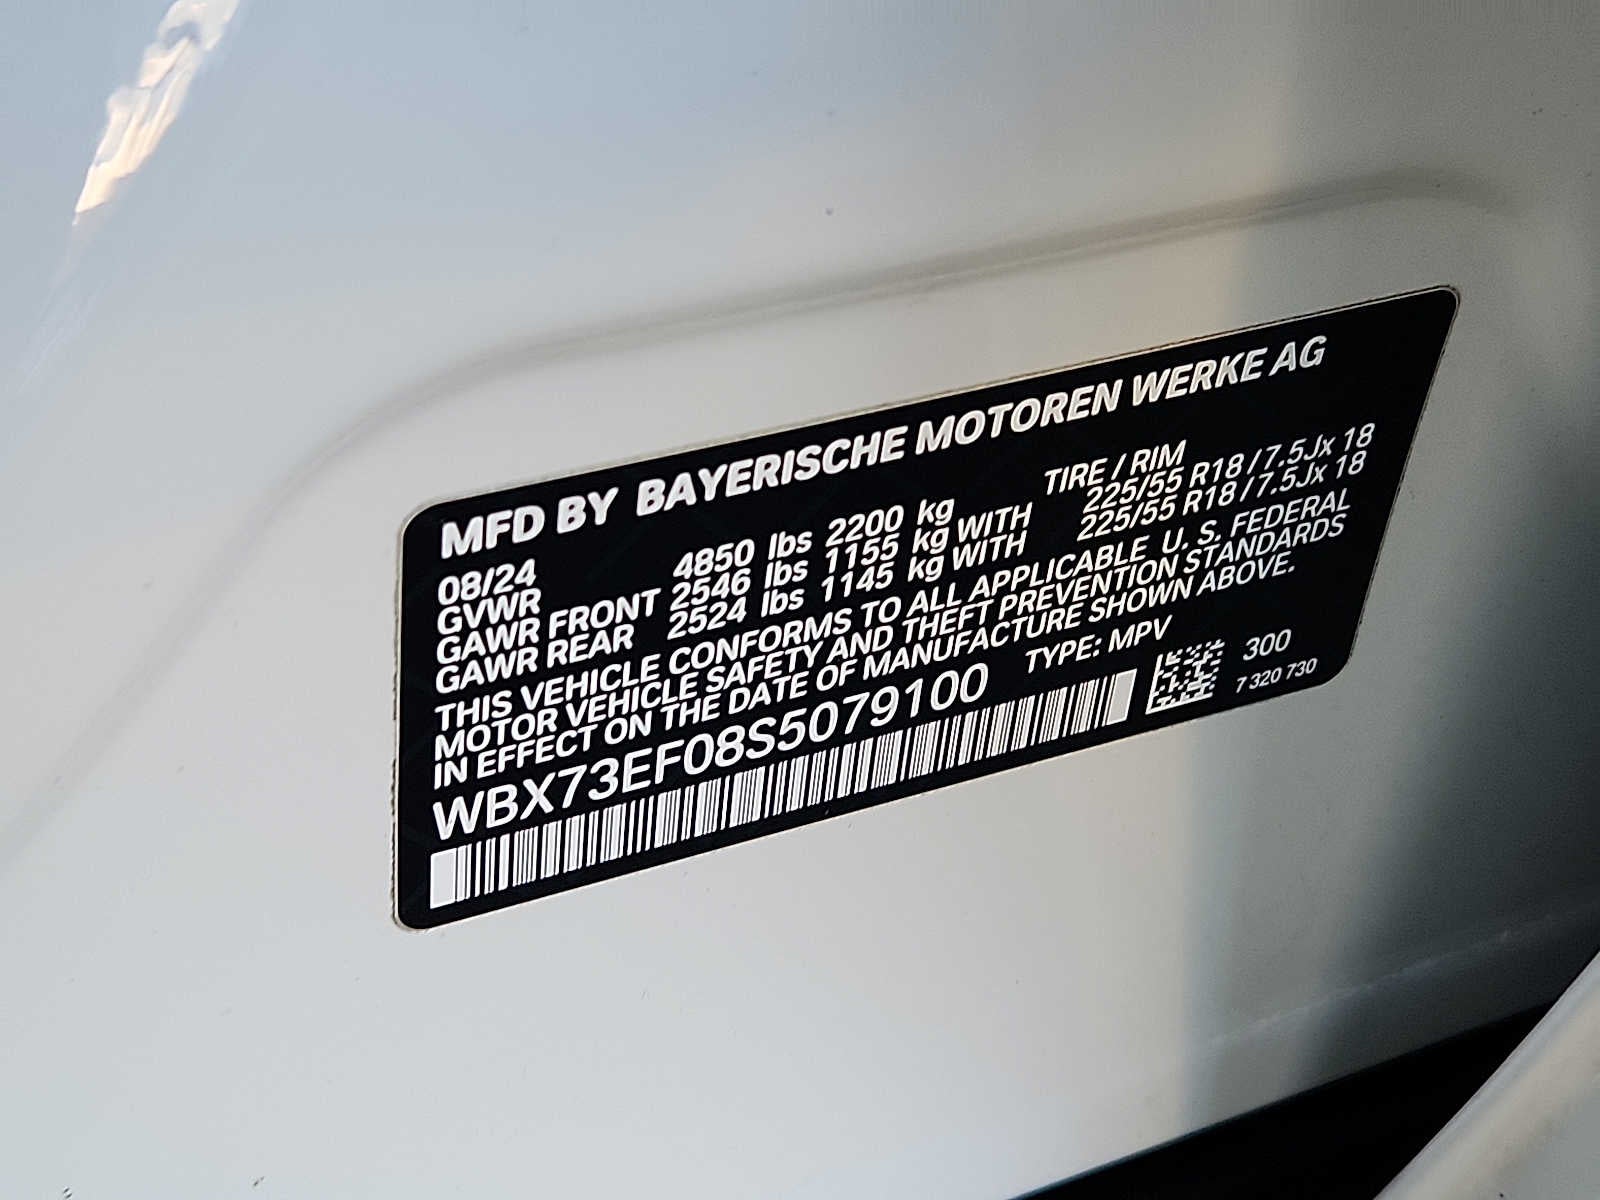 MFD BY BAYERISCHE MOTOREN WERKE AG
08/24 TIRE / RIM
GVWR 4850 lbs 2200 kg
GAWR FRONT 2546 lbs 1155 kg WITH 225/55 R18 / 7.5Jx 18
GAWR REAR 2524 lbs 1145 kg WITH 225/55 R18 / 7.5Jx 18
THIS VEHICLE CONFORMS TO ALL APPLICABLE U. S. FEDERAL
MOTOR VEHICLE SAFETY AND THEFT PREVENTION STANDARDS
IN EFFECT ON THE DATE OF MANUFACTURE SHOWN ABOVE.
WBX73EF08S5079100 TYPE: MPV
300
7 320 730